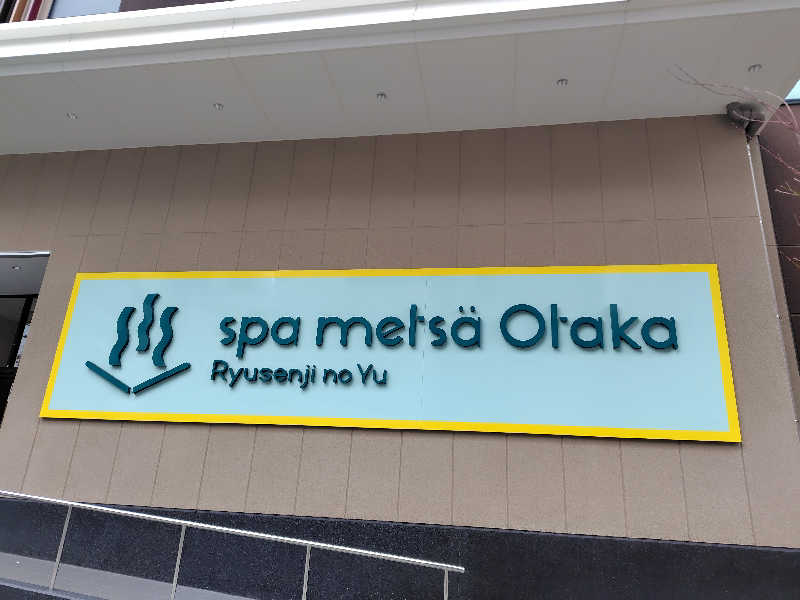 spa metsä Otaka
Ryusenji no Yu